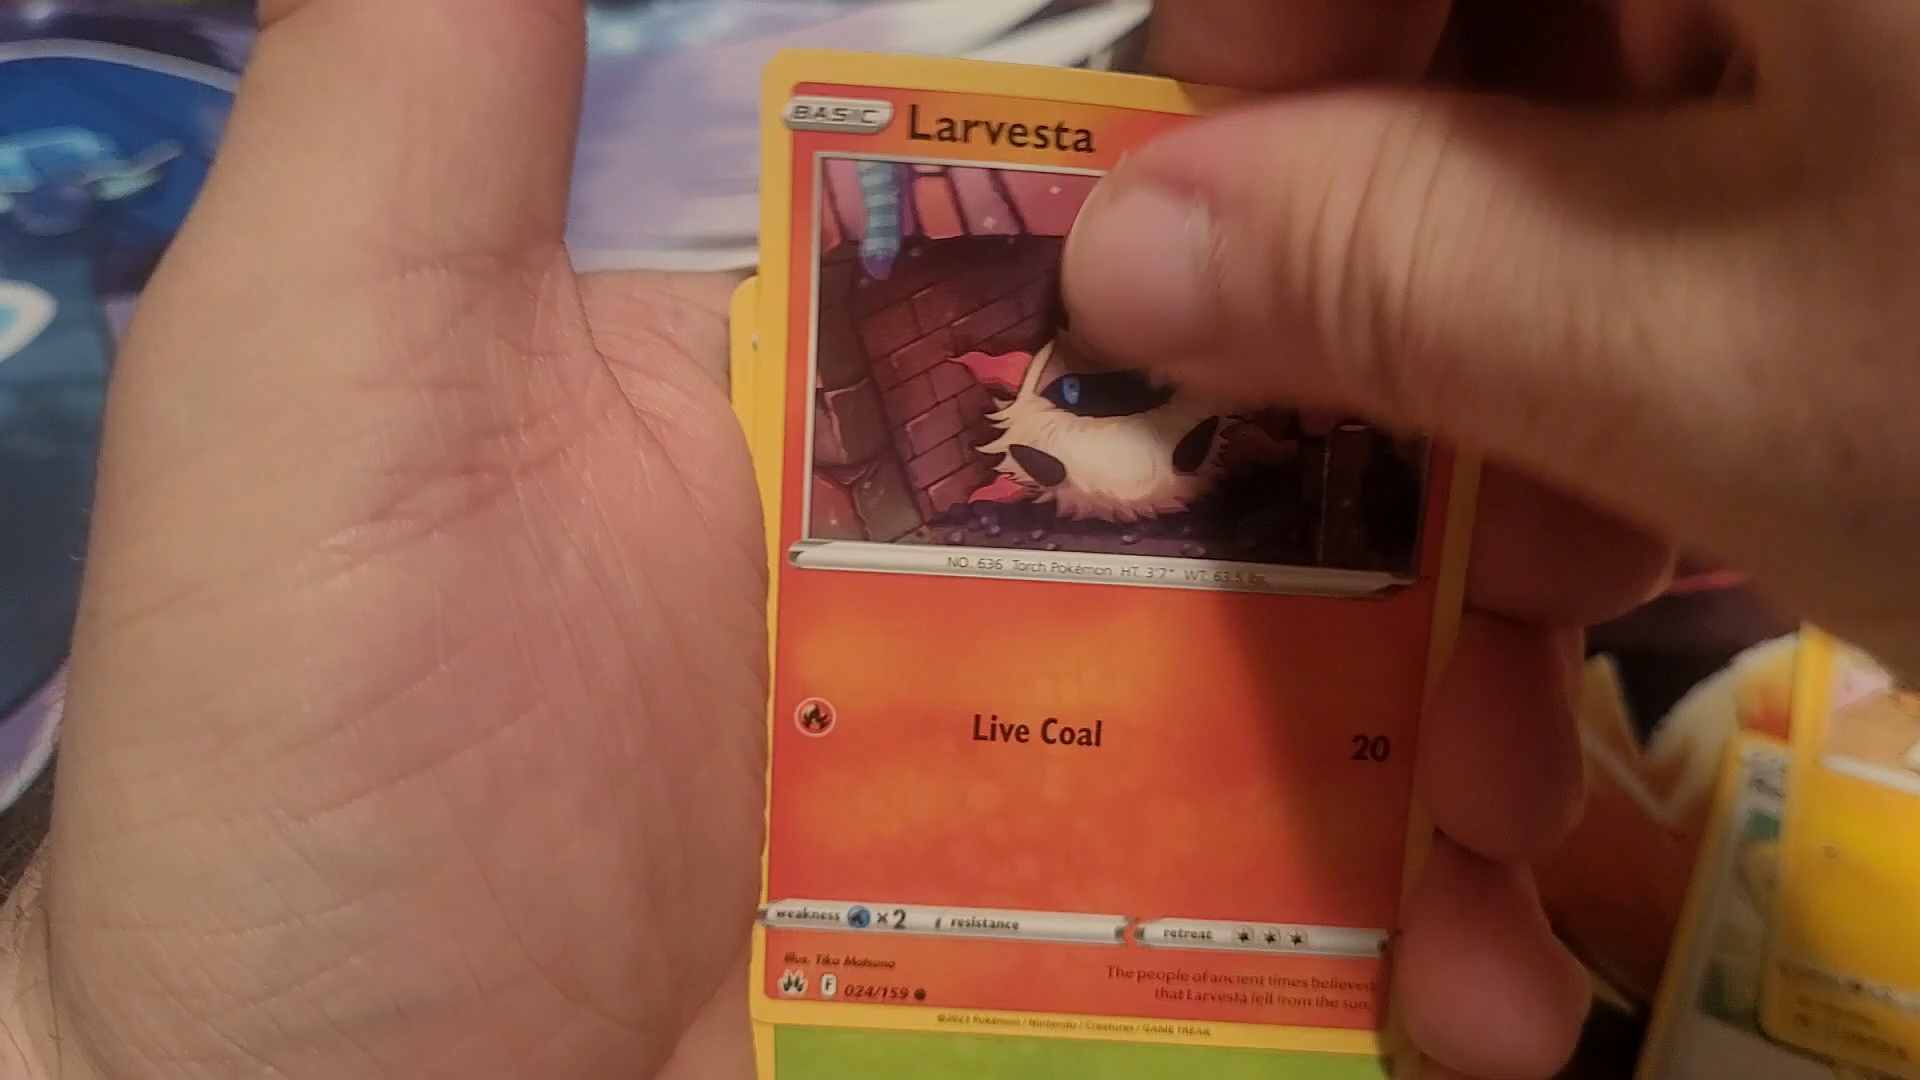 BASIC
Larvesta
NO. 636 Torch Pokémon HT. 3'7" WT. 63.5 lbs.
Live Coal
20
weakness ×2 resistance
retreat
Illus. Tika Matsuno
F 024/159
The people of ancient times believed
that Larvesta fell from the sun.
©2023 Pokémon / Nintendo / Creatures / GAME FREAK